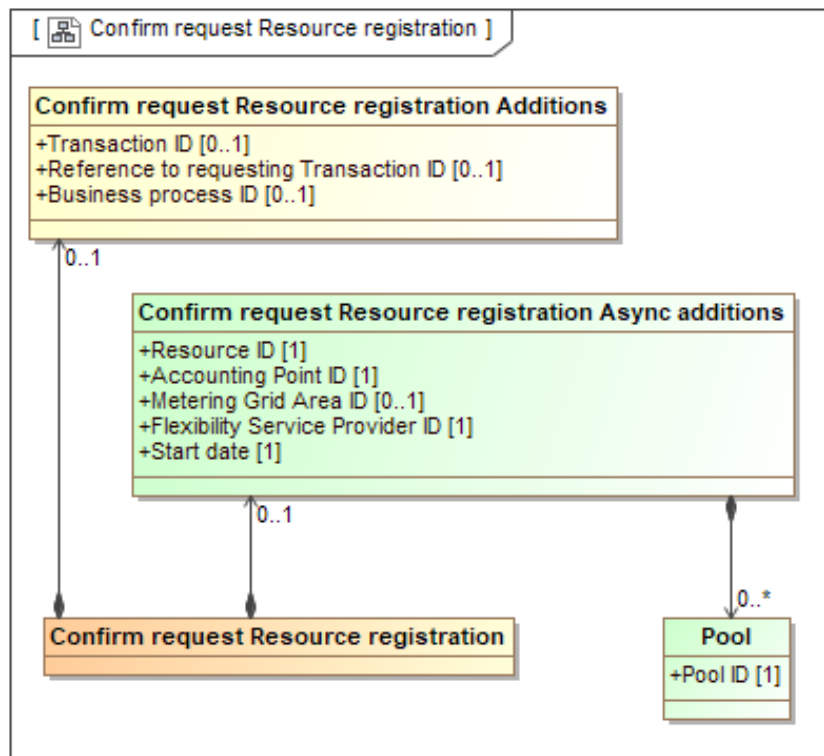 [ Confirm request Resource registration ]
Confirm request Resource registration Additions
+Transaction ID [0..1]
+Reference to requesting Transaction ID [0..1]
+Business process ID [0..1]
0..1
Confirm request Resource registration Async additions
+Resource ID [1]
+Accounting Point ID [1]
+Metering Grid Area ID [0..1]
+Flexibility Service Provider ID [1]
+Start date [1]
0..1
0..*
Confirm request Resource registration
Pool
+Pool ID [1]